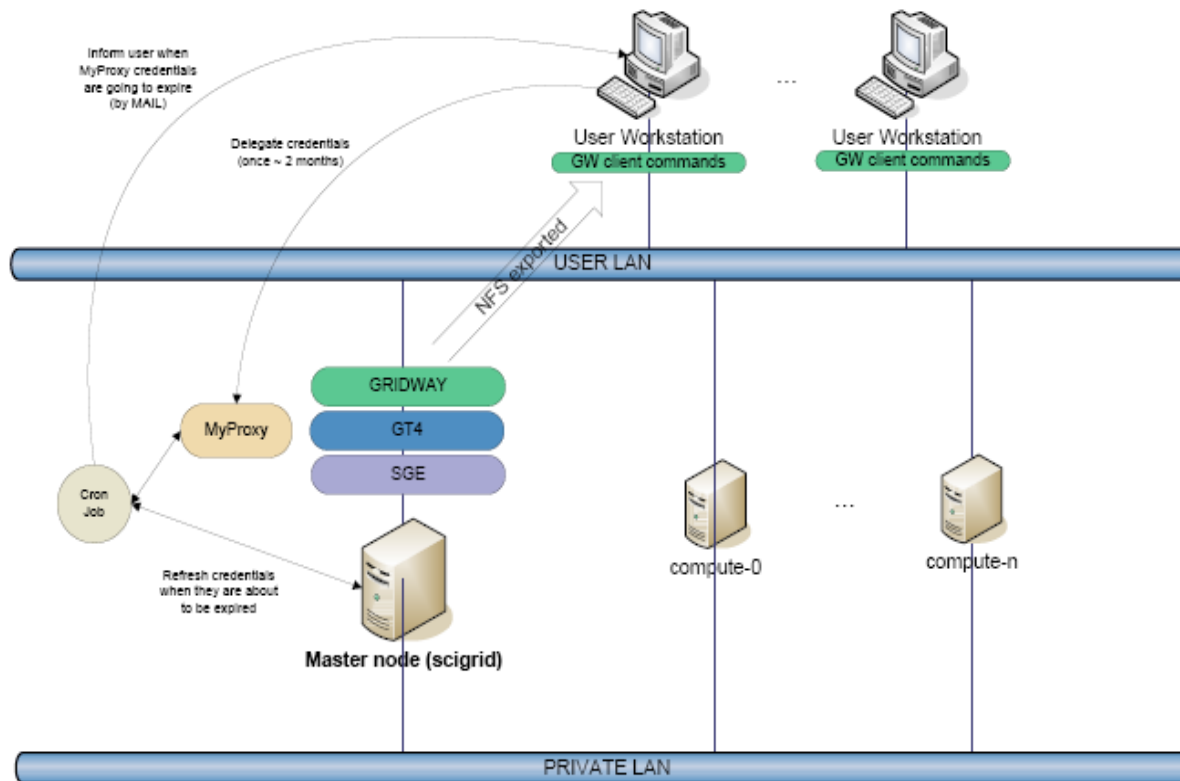 Inform user when
MyProxy credentials
are going to expire
(by MAIL)
Delegate credentials
(once ~ 2 months)
...
User Workstation
User Workstation
GW client commands
GW client commands
NFS exported
USER LAN
GRIDWAY
MyProxy
GT4
SGE
Cron
Job
...
compute-0
compute-n
Refresh credentials
when they are about
to be expired
Master node (scigrid)
PRIVATE LAN